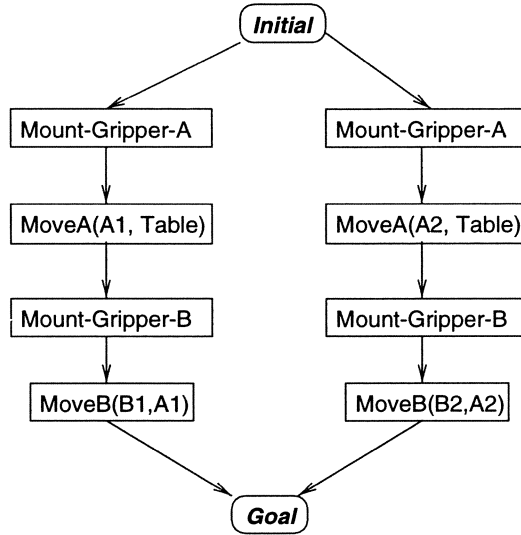 Initial
Mount-Gripper-A
Mount-Gripper-A
MoveA(A1, Table)
MoveA(A2, Table)
Mount-Gripper-B
Mount-Gripper-B
MoveB(B1,A1)
MoveB(B2,A2)
Goal